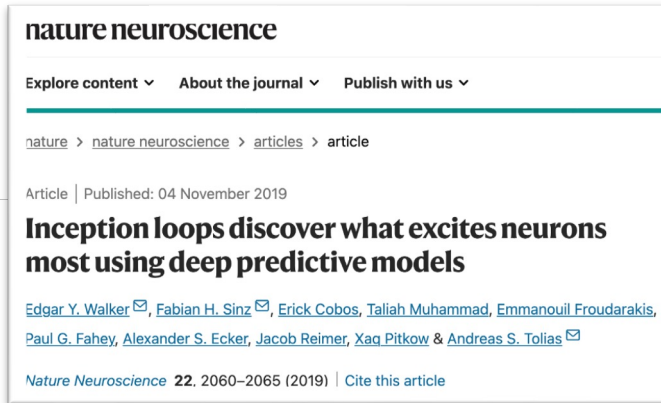 nature neuroscience
Explore content About the journal Publish with us
nature > nature neuroscience > articles > article
Article | Published: 04 November 2019
Inception loops discover what excites neurons
most using deep predictive models
Edgar Y. Walker, Fabian H. Sinz, Erick Cobos, Taliah Muhammad, Emmanouil Froudarakis,
Paul G. Fahey, Alexander S. Ecker, Jacob Reimer, Xaq Pitkow & Andreas S. Tolias
Nature Neuroscience 22, 2060–2065 (2019) | Cite this article